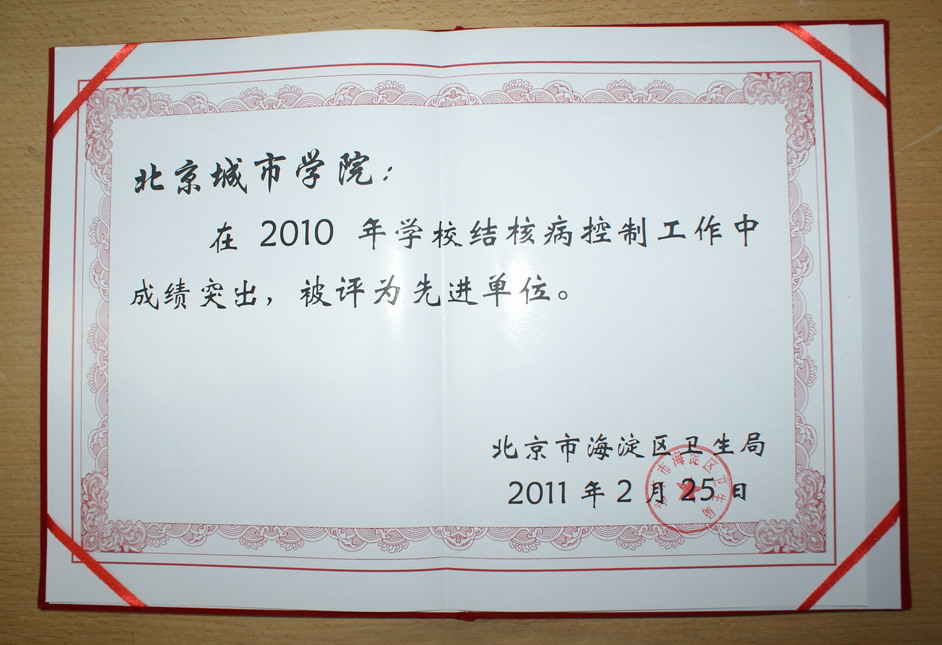 北京城市学院：
在 2010 年学校结核病控制工作中
成绩突出，被评为先进单位。
北京市海淀区卫生局
2011 年 2 月 25 日